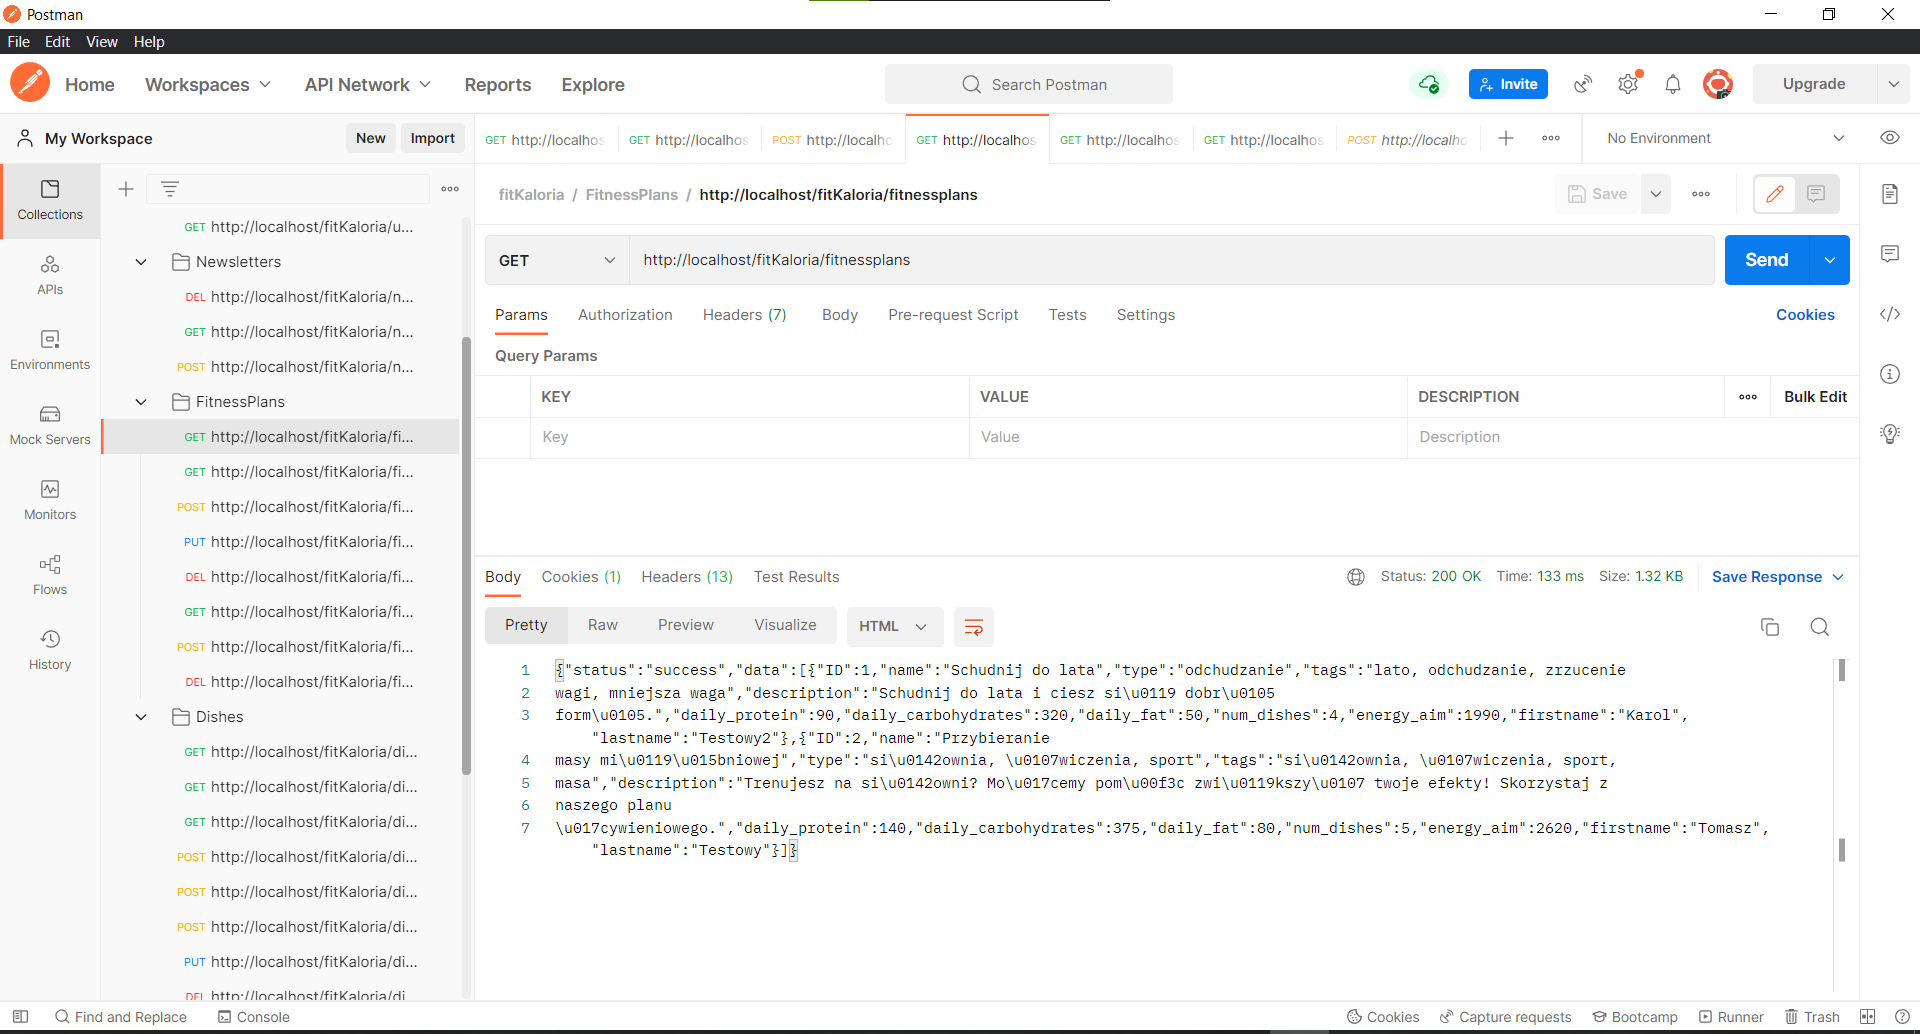 Postman
File Edit View Help
Home Workspaces API Network Reports Explore Search Postman Invite Upgrade
My Workspace New Import
GET http://localhos GET http://localhos POST http://localho GET http://localhos GET http://localhos GET http://localhos POST http://localho No Environment
Collections
APIs
Environments
Mock Servers
Monitors
Flows
History
GET http://localhost/fitKaloria/u...
Newsletters
DEL http://localhost/fitKaloria/n...
GET http://localhost/fitKaloria/n...
POST http://localhost/fitKaloria/n...
FitnessPlans
GET http://localhost/fitKaloria/fi...
GET http://localhost/fitKaloria/fi...
POST http://localhost/fitKaloria/fi...
PUT http://localhost/fitKaloria/fi...
DEL http://localhost/fitKaloria/fi...
GET http://localhost/fitKaloria/fi...
POST http://localhost/fitKaloria/fi...
DEL http://localhost/fitKaloria/fi...
Dishes
GET http://localhost/fitKaloria/di...
GET http://localhost/fitKaloria/di...
GET http://localhost/fitKaloria/di...
POST http://localhost/fitKaloria/di...
POST http://localhost/fitKaloria/di...
POST http://localhost/fitKaloria/di...
PUT http://localhost/fitKaloria/di...
DEL http://localhost/fitKaloria/di
fitKaloria / FitnessPlans / http://localhost/fitKaloria/fitnessplans Save
GET http://localhost/fitKaloria/fitnessplans Send
Params Authorization Headers (7) Body Pre-request Script Tests Settings Cookies
Query Params
KEY VALUE DESCRIPTION Bulk Edit
Key Value Description
Body Cookies (1) Headers (13) Test Results Status: 200 OK Time: 133 ms Size: 1.32 KB Save Response
Pretty Raw Preview Visualize HTML
1 {"status":"success","data":[{"ID":1,"name":"Schudnij do lata","type":"odchudzanie","tags":"lato, odchudzanie, zrzucenie
2 wagi, mniejsza waga","description":"Schudnij do lata i ciesz si\u0119 dobr\u0105
3 form\u0105.","daily_protein":90,"daily_carbohydrates":320,"daily_fat":50,"num_dishes":4,"energy_aim":1990,"firstname":"Karol",
"lastname":"Testowy2"},{"ID":2,"name":"Przybieranie
4 masy mi\u0119\u015bniowej","type":"si\u0142ownia, \u0107wiczenia, sport","tags":"si\u0142ownia, \u0107wiczenia, sport,
5 masa","description":"Trenujesz na si\u0142owni? Mo\u017cemy pom\u00f3c zwi\u0119kszy\u0107 twoje efekty! Skorzystaj z
6 naszego planu
7 \u017cywieniowego.","daily_protein":140,"daily_carbohydrates":375,"daily_fat":80,"num_dishes":5,"energy_aim":2620,"firstname":"Tomasz",
"lastname":"Testowy"}]}
Find and Replace Console Cookies Capture requests Bootcamp Runner Trash